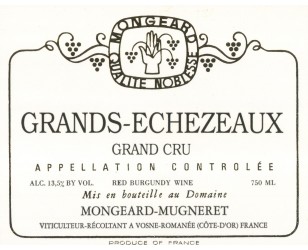 MONGEARD
QUALITE NOBLESSE
GRANDS-ECHEZEAUX
GRAND CRU
APPELLATION CONTROLÉE
ALC. 13,5% BY VOL. RED BURGUNDY WINE 750 ML
Mis en bouteille au Domaine
MONGEARD-MUGNERET
VITICULTEUR-RÉCOLTANT A VOSNE-ROMANÉE (CÔTE-D'OR) FRANCE
PRODUCE OF FRANCE